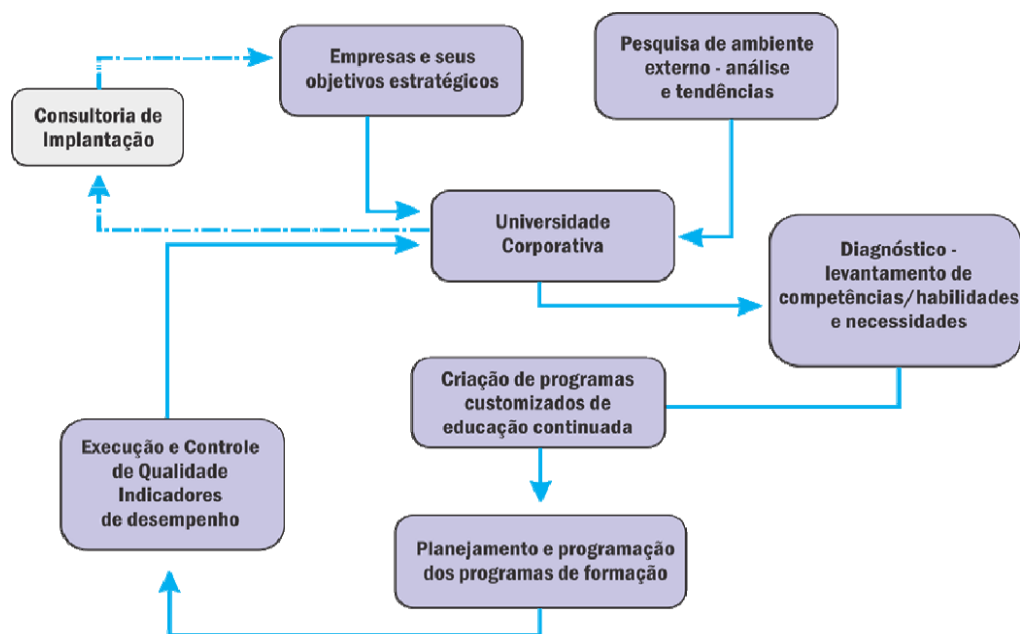 Empresas e seus
objetivos estratégicos
Pesquisa de ambiente
externo - análise
e tendências
Consultoria de
Implantação
Universidade
Corporativa
Diagnóstico -
levantamento de
competências/habilidades
e necessidades
Criação de programas
customizados de
educação continuada
Execução e Controle
de Qualidade
Indicadores
de desempenho
Planejamento e programação
dos programas de formação